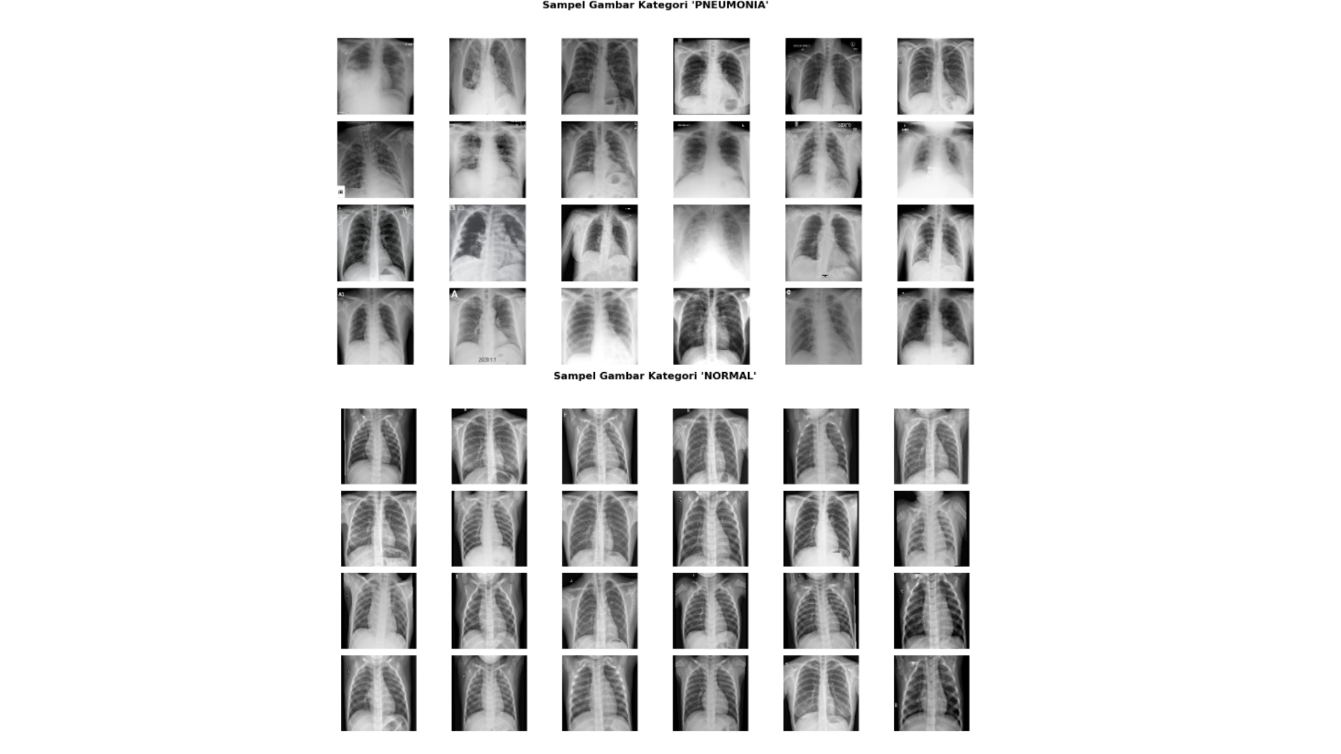 Sampel Gambar Kategori 'PNEUMONIA'
A
Sampel Gambar Kategori 'NORMAL'